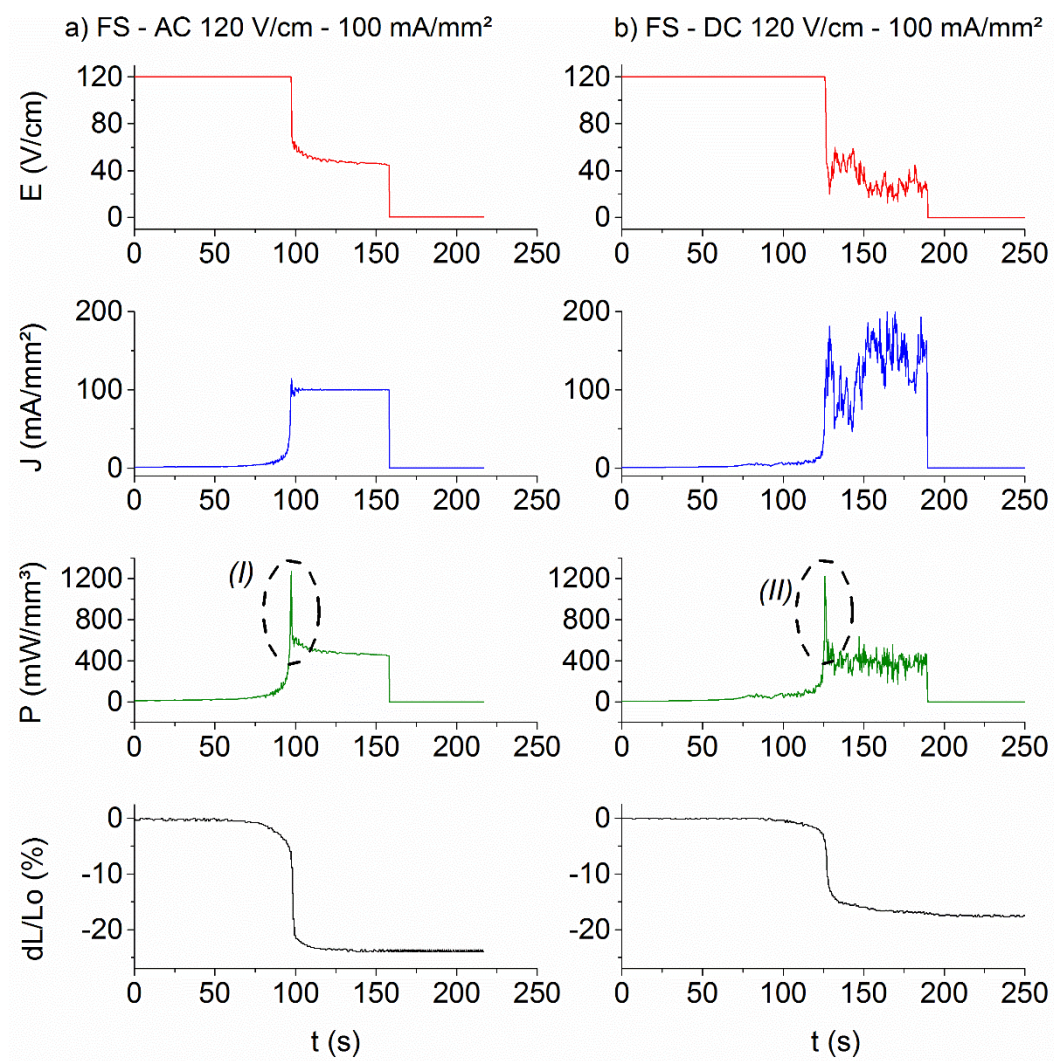 a) FS - AC 120 V/cm - 100 mA/mm²
b) FS - DC 120 V/cm - 100 mA/mm²
E (V/cm)
120
80
40
0
0 50 100 150 200 250
120
80
40
0
0 50 100 150 200 250
J (mA/mm²)
200
100
0
0 50 100 150 200 250
200
100
0
0 50 100 150 200 250
P (mW/mm³)
1200
800
400
0
(I)
0 50 100 150 200 250
1200
800
400
0
(II)
0 50 100 150 200 250
dL/Lo (%)
0
-10
-20
0 50 100 150 200 250
t (s)
0
-10
-20
0 50 100 150 200 250
t (s)